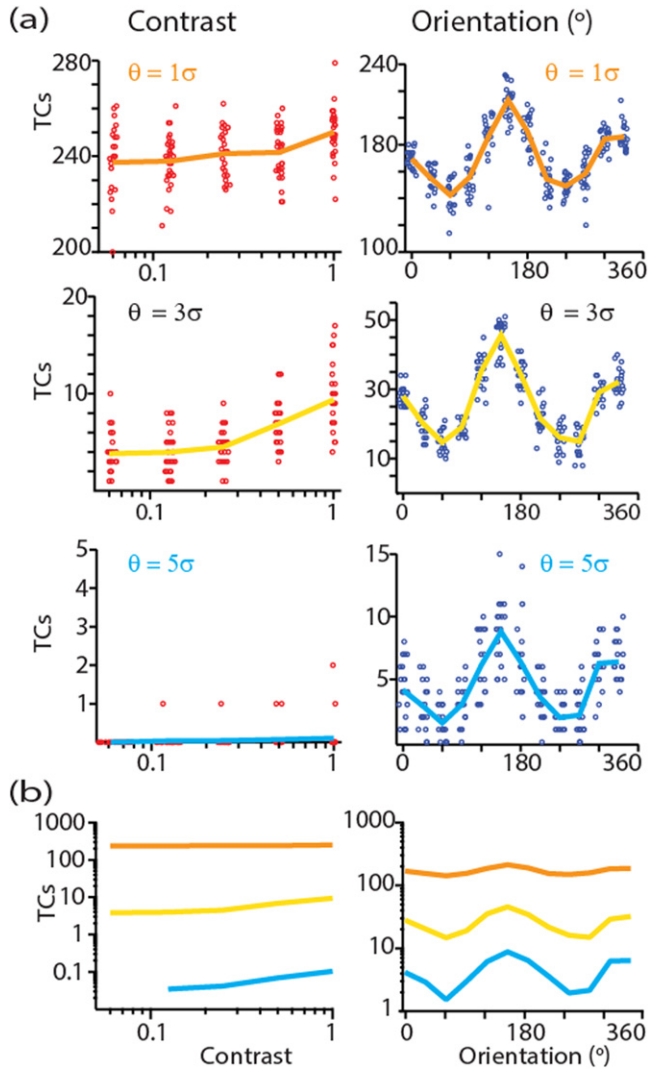 (a) Contrast Orientation (º)
θ = 1σ θ = 1σ
TCs
280
240
200
0.1 1
240
180
100
0 180 360
θ = 3σ θ = 3σ
TCs
20
10
0.1 1
50
30
10
0 180 360
θ = 5σ θ = 5σ
TCs
5
4
3
2
1
0.1 1
15
10
5
0 180 360
(b)
TCs
1000
100
10
1
0.1
0.1 1
Contrast
1000
100
10
1
0 180 360
Orientation (º)